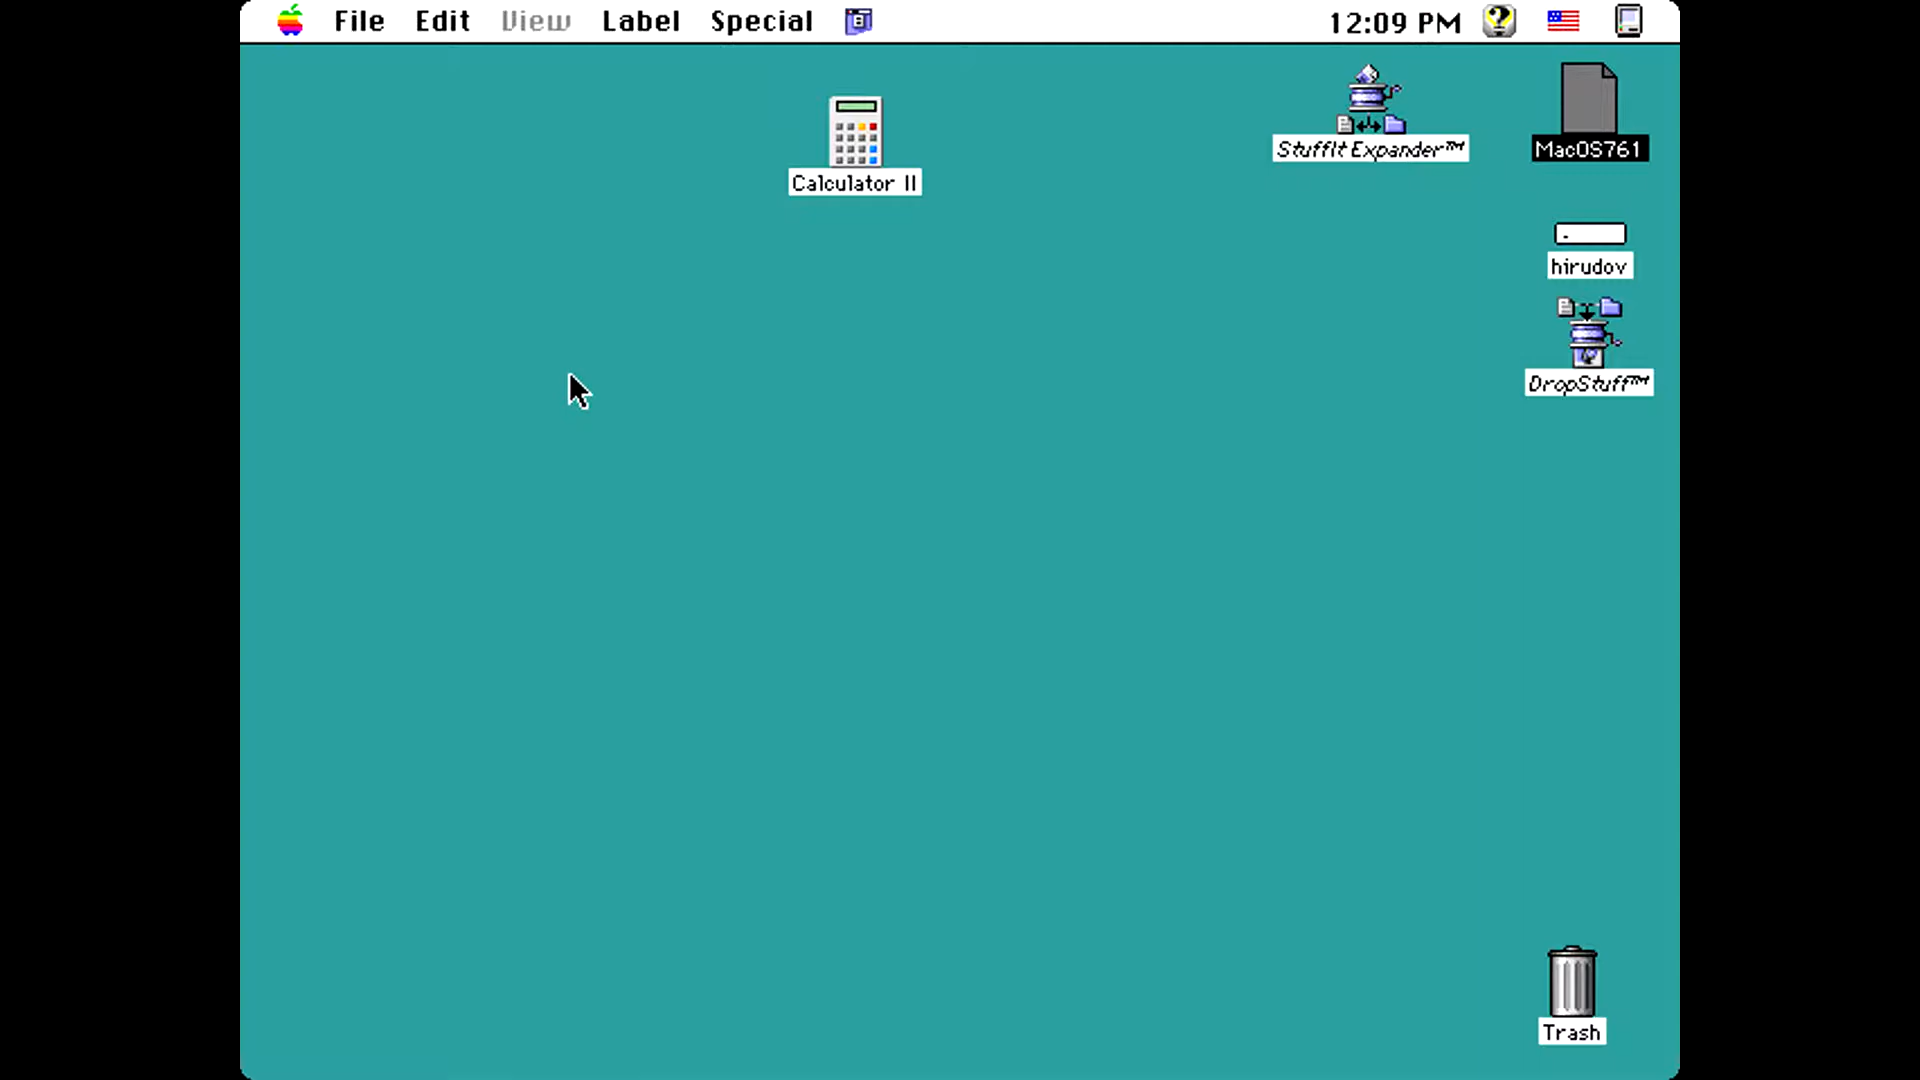 File Edit View Label Special 12:09 PM
StuffIt Expander™
MacOS761
Calculator II
hirudov
DropStuff™
Trash